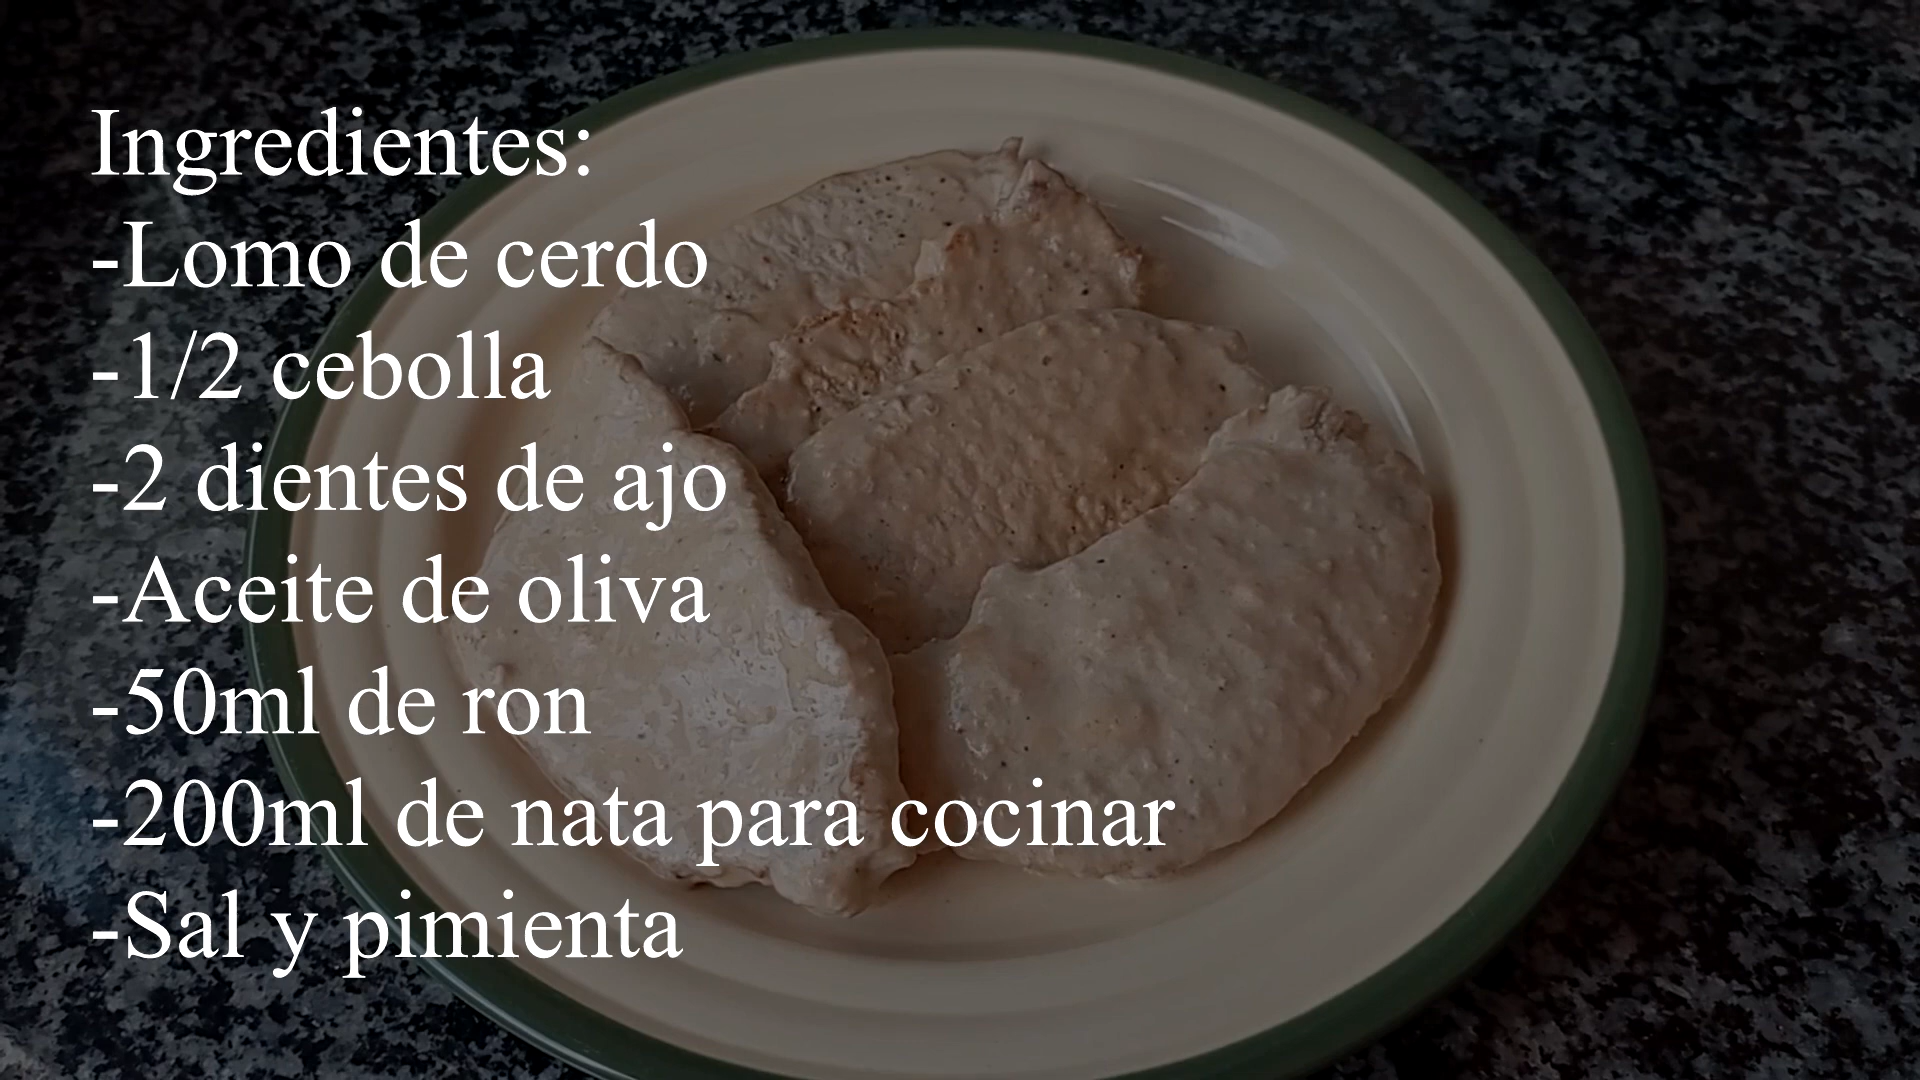 Ingredientes:
-Lomo de cerdo
-1/2 cebolla
-2 dientes de ajo
-Aceite de oliva
-50ml de ron
-200ml de nata para cocinar
-Sal y pimienta